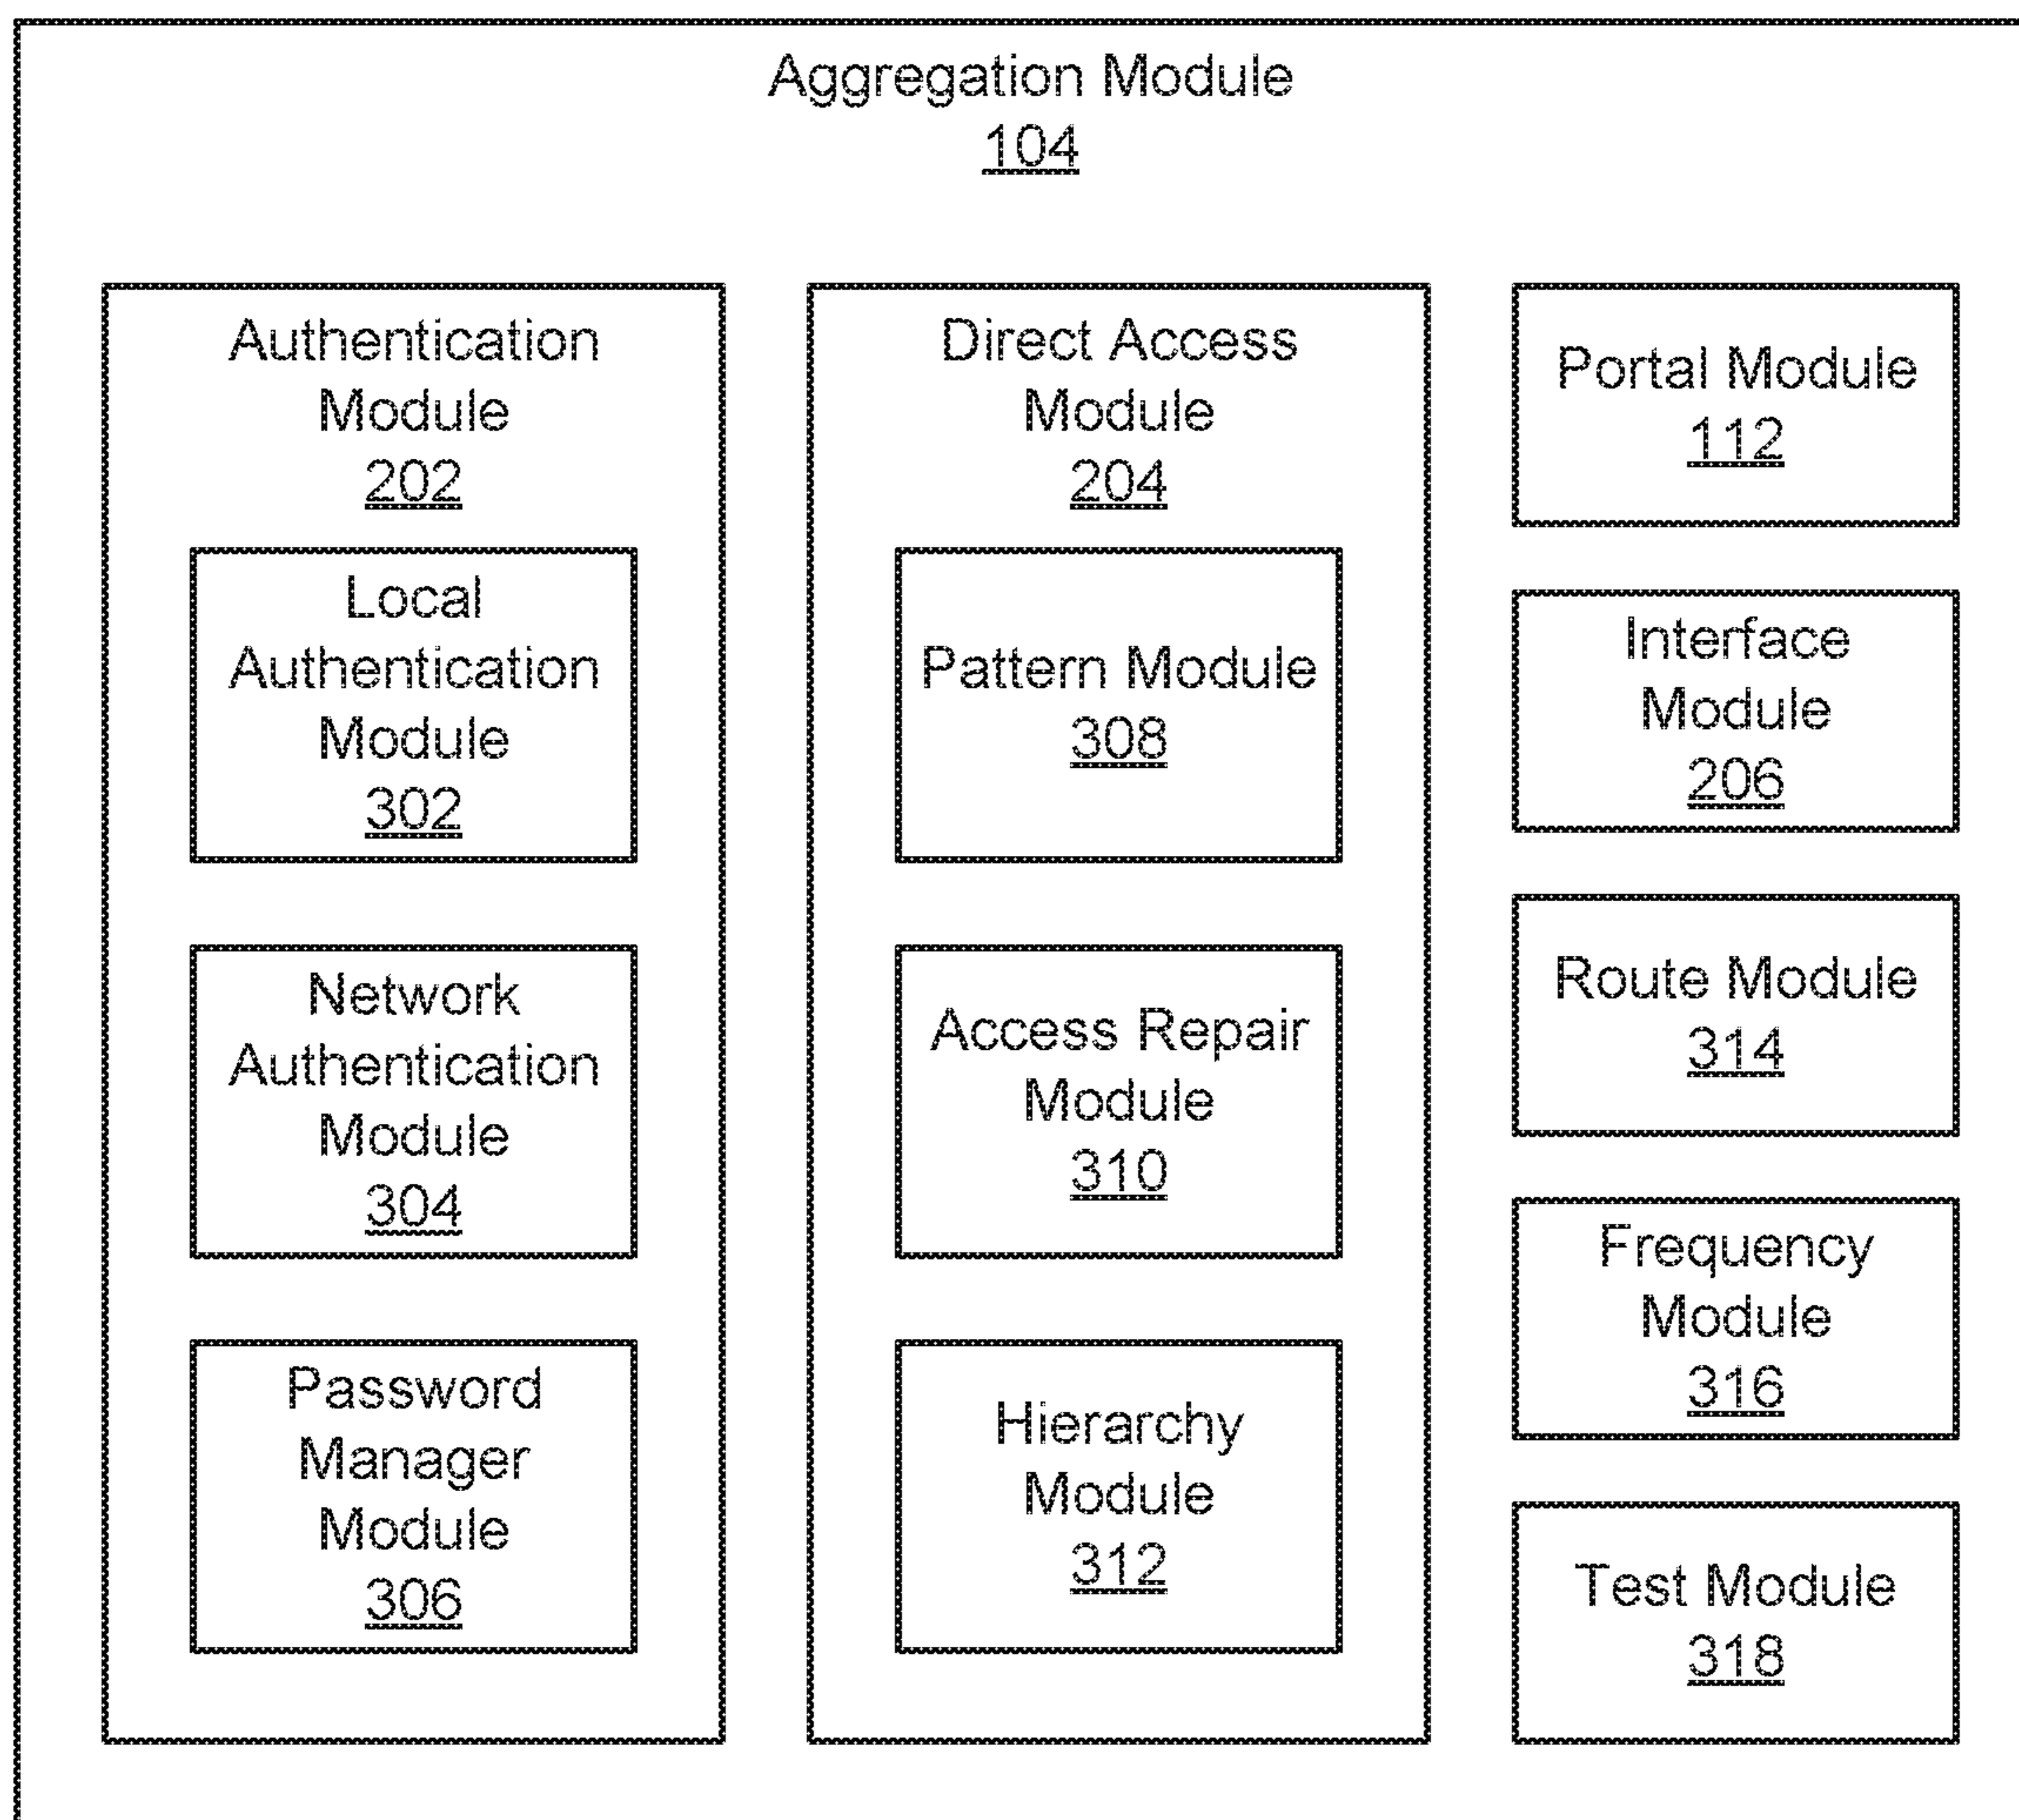 Aggregation Module
104
Authentication
Module
202
Local
Authentication
Module
302
Network
Authentication
Module
304
Password
Manager
Module
306
Direct Access
Module
204
Pattern Module
308
Access Repair
Module
310
Hierarchy
Module
312
Portal Module
112
Interface
Module
206
Route Module
314
Frequency
Module
316
Test Module
318